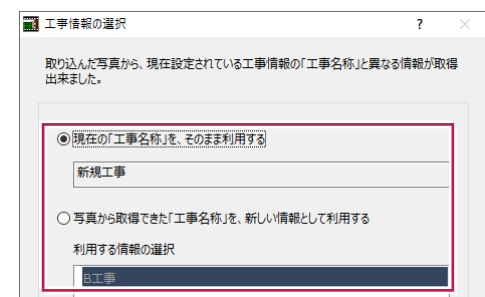 工事情報の選択 ?
取り込んだ写真から、現在設定されている工事情報の「工事名称」と異なる情報が取得
出来ました。
現在の「工事名称」を、そのまま利用する
新規工事
写真から取得できた「工事名称」を、新しい情報として利用する
利用する情報の選択
B工事